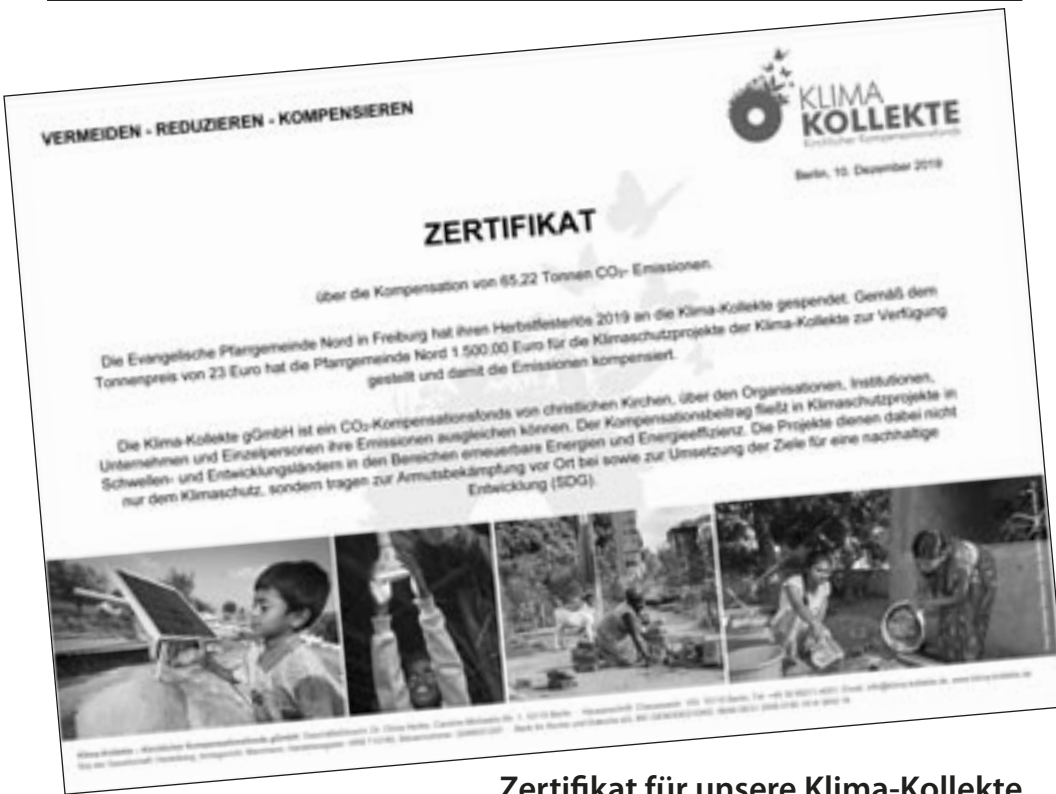 VERMEIDEN - REDUZIEREN - KOMPENSIEREN
KLIMA
KOLLEKTE
Kirchlicher Kompensationsfonds
Berlin, 10. Dezember 2019
ZERTIFIKAT
über die Kompensation von 65,22 Tonnen CO₂- Emissionen.
Die Evangelische Pfarrgemeinde Nord in Freiburg hat ihren Herbstfesterlös 2019 an die Klima-Kollekte gespendet. Gemäß dem
Tonnenpreis von 23 Euro hat die Pfarrgemeinde Nord 1.500,00 Euro für die Klimaschutzprojekte der Klima-Kollekte zur Verfügung
gestellt und damit die Emissionen kompensiert.
Die Klima-Kollekte gGmbH ist ein CO₂-Kompensationsfonds von christlichen Kirchen, über den Organisationen, Institutionen,
Unternehmen und Einzelpersonen ihre Emissionen ausgleichen können. Der Kompensationsbeitrag fließt in Klimaschutzprojekte in
Schwellen- und Entwicklungsländern in den Bereichen erneuerbare Energien und Energieeffizienz. Die Projekte dienen dabei nicht
nur dem Klimaschutz, sondern tragen zur Armutsbekämpfung vor Ort bei sowie zur Umsetzung der Ziele für eine nachhaltige
Entwicklung (SDG).
Klima-Kollekte – Kirchlicher Kompensationsfonds gGmbH
Zertifikat für unsere Klima-Kollekte